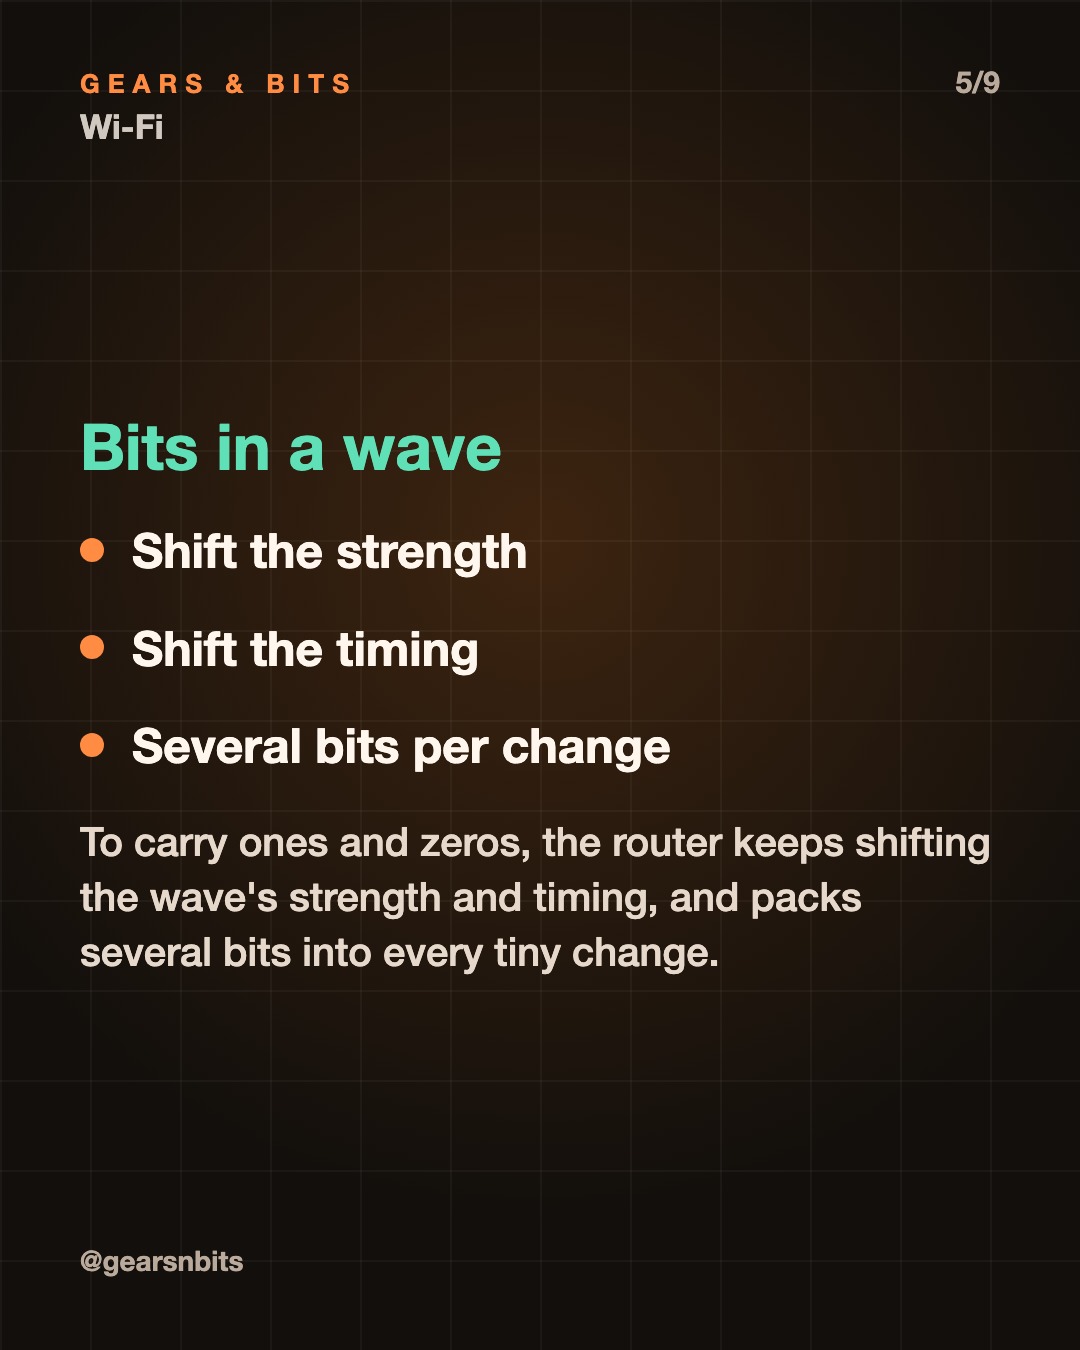 GEARS & BITS
5/9
Wi-Fi
Bits in a wave
Shift the strength
Shift the timing
Several bits per change
To carry ones and zeros, the router keeps shifting
the wave's strength and timing, and packs
several bits into every tiny change.
@gearsnbits